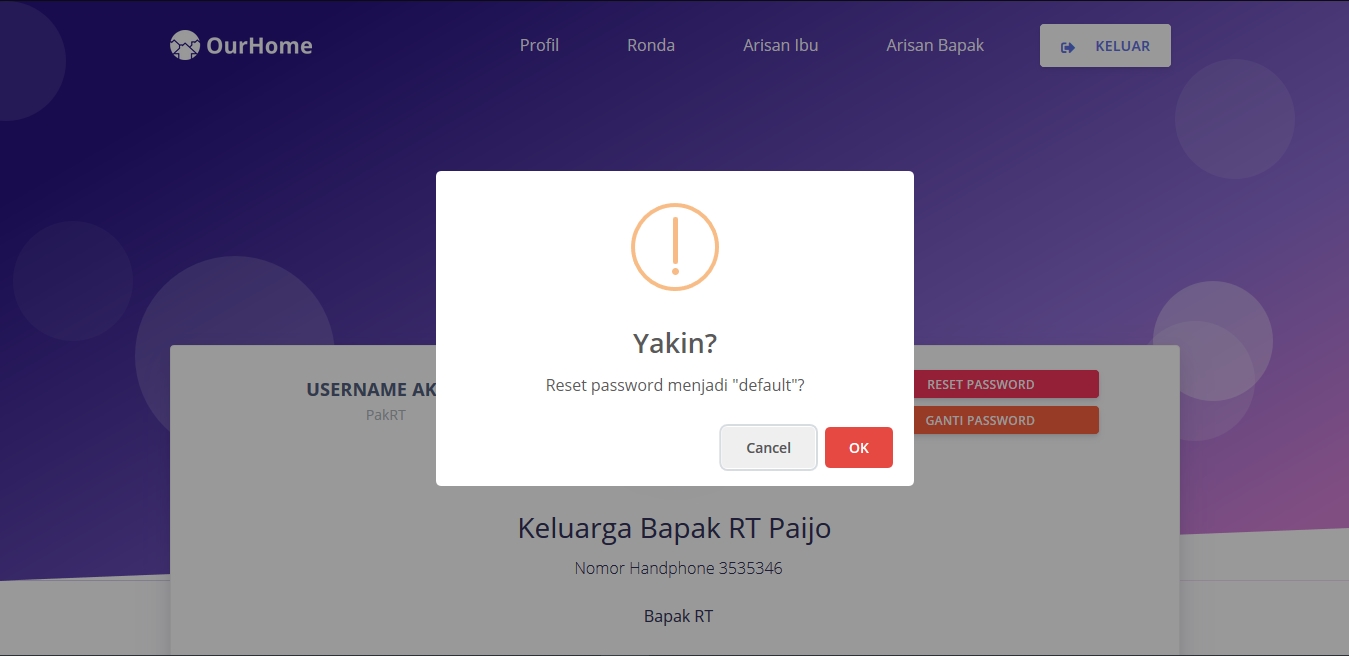 OurHome
Profil
Ronda
Arisan Ibu
Arisan Bapak
KELUAR
Yakin?
Reset password menjadi "default"?
Cancel
OK
USERNAME AK
PakRT
RESET PASSWORD
GANTI PASSWORD
Keluarga Bapak RT Paijo
Nomor Handphone 3535346
Bapak RT